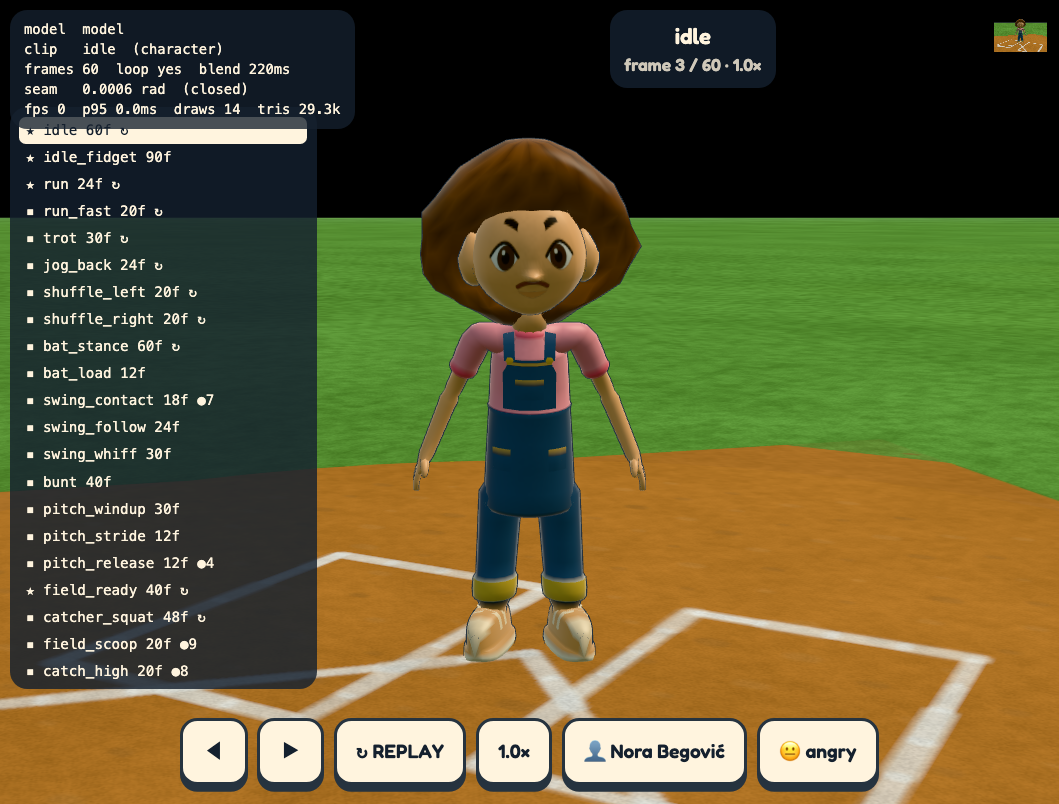 model  model
clip   idle  (character)
frames 60  loop yes  blend 220ms
seam   0.0006 rad  (closed)
fps 0  p95 0.0ms  draws 14  tris 29.3k
★ idle 60f ↻
★ idle_fidget 90f
★ run 24f ↻
▪ run_fast 20f ↻
▪ trot 30f ↻
▪ jog_back 24f ↻
▪ shuffle_left 20f ↻
▪ shuffle_right 20f ↻
▪ bat_stance 60f ↻
▪ bat_load 12f
▪ swing_contact 18f ●7
▪ swing_follow 24f
▪ swing_whiff 30f
▪ bunt 40f
▪ pitch_windup 30f
▪ pitch_stride 12f
▪ pitch_release 12f ●4
★ field_ready 40f ↻
▪ catcher_squat 48f ↻
▪ field_scoop 20f ●9
▪ catch_high 20f ●8
idle
frame 3 / 60 · 1.0×
↻ REPLAY
1.0×
👤 Nora Begović
😐 angry